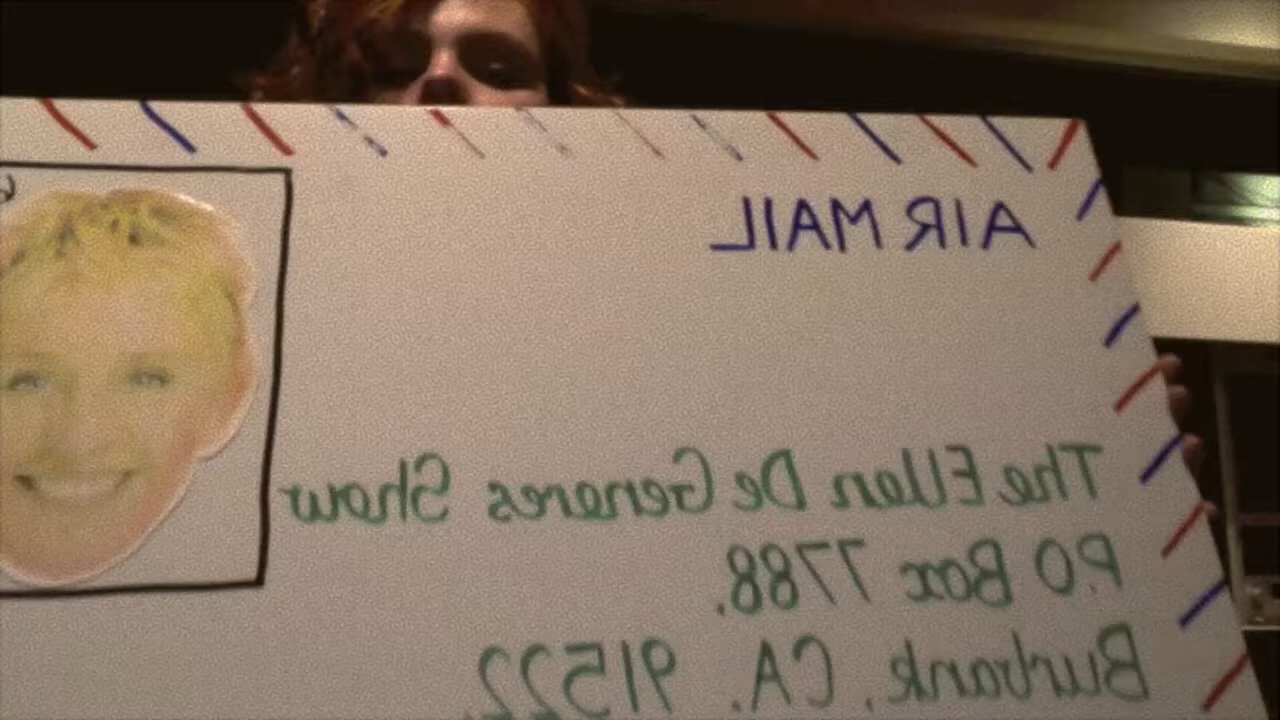 AIR MAIL
The Ellen De Generes Show
P.O Box 7788.
Burbank, CA. 91522